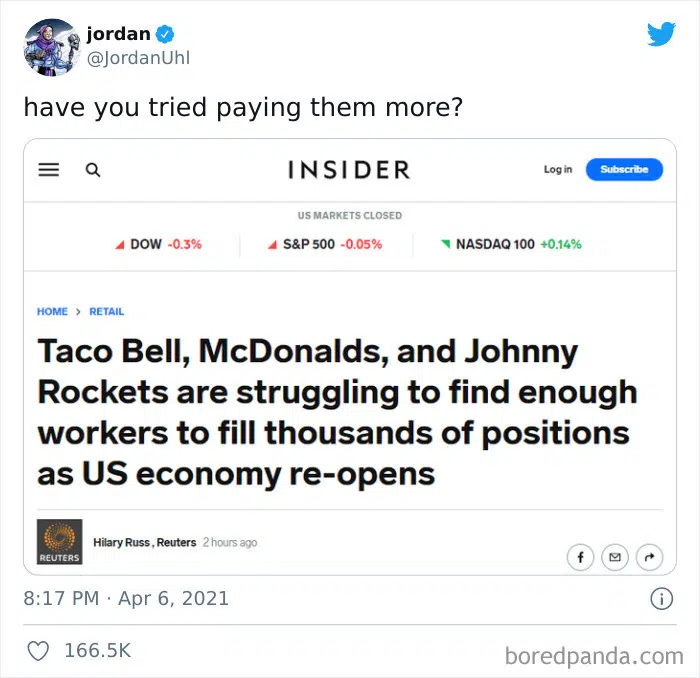 jordan
@JordanUhl
have you tried paying them more?
INSIDER
Log in
Subscribe
US MARKETS CLOSED
DOW -0.3%
S&P 500 -0.05%
NASDAQ 100 +0.14%
HOME > RETAIL
Taco Bell, McDonalds, and Johnny
Rockets are struggling to find enough
workers to fill thousands of positions
as US economy re-opens
REUTERS
Hilary Russ , Reuters 2 hours ago
8:17 PM · Apr 6, 2021
166.5K
boredpanda.com